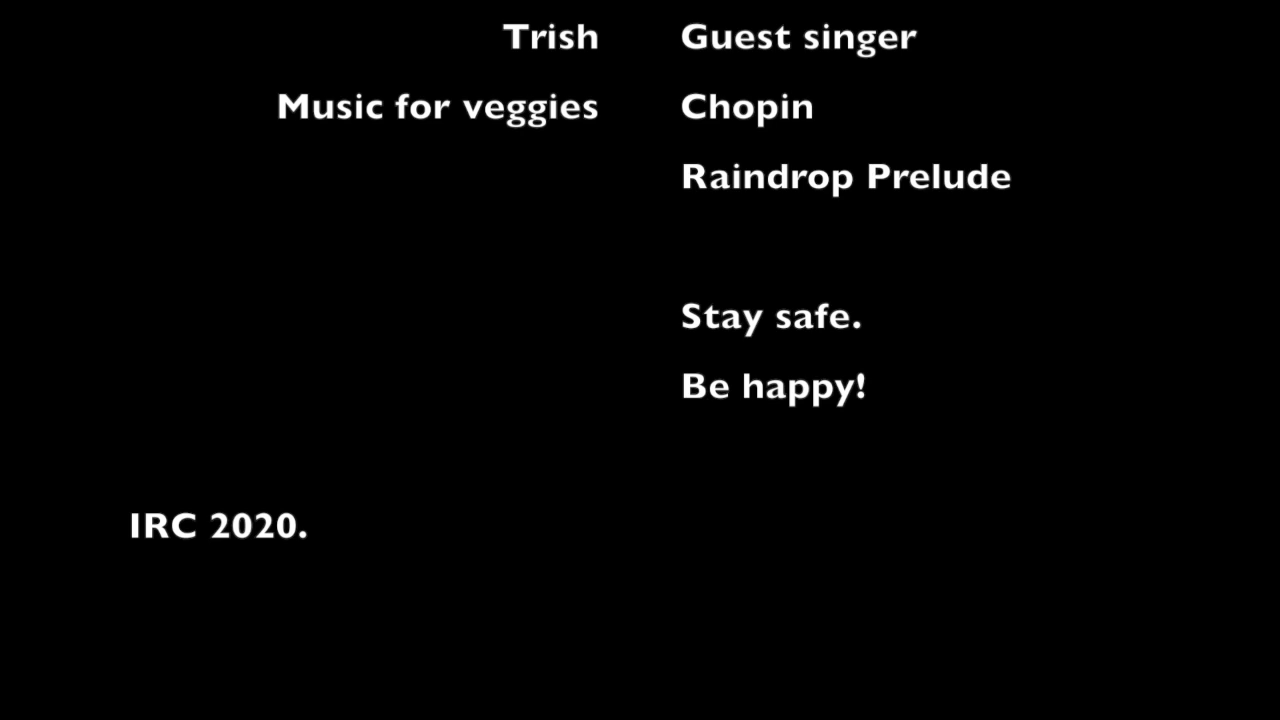 Trish Guest singer
Music for veggies Chopin
Raindrop Prelude
Stay safe.
Be happy!
IRC 2020.